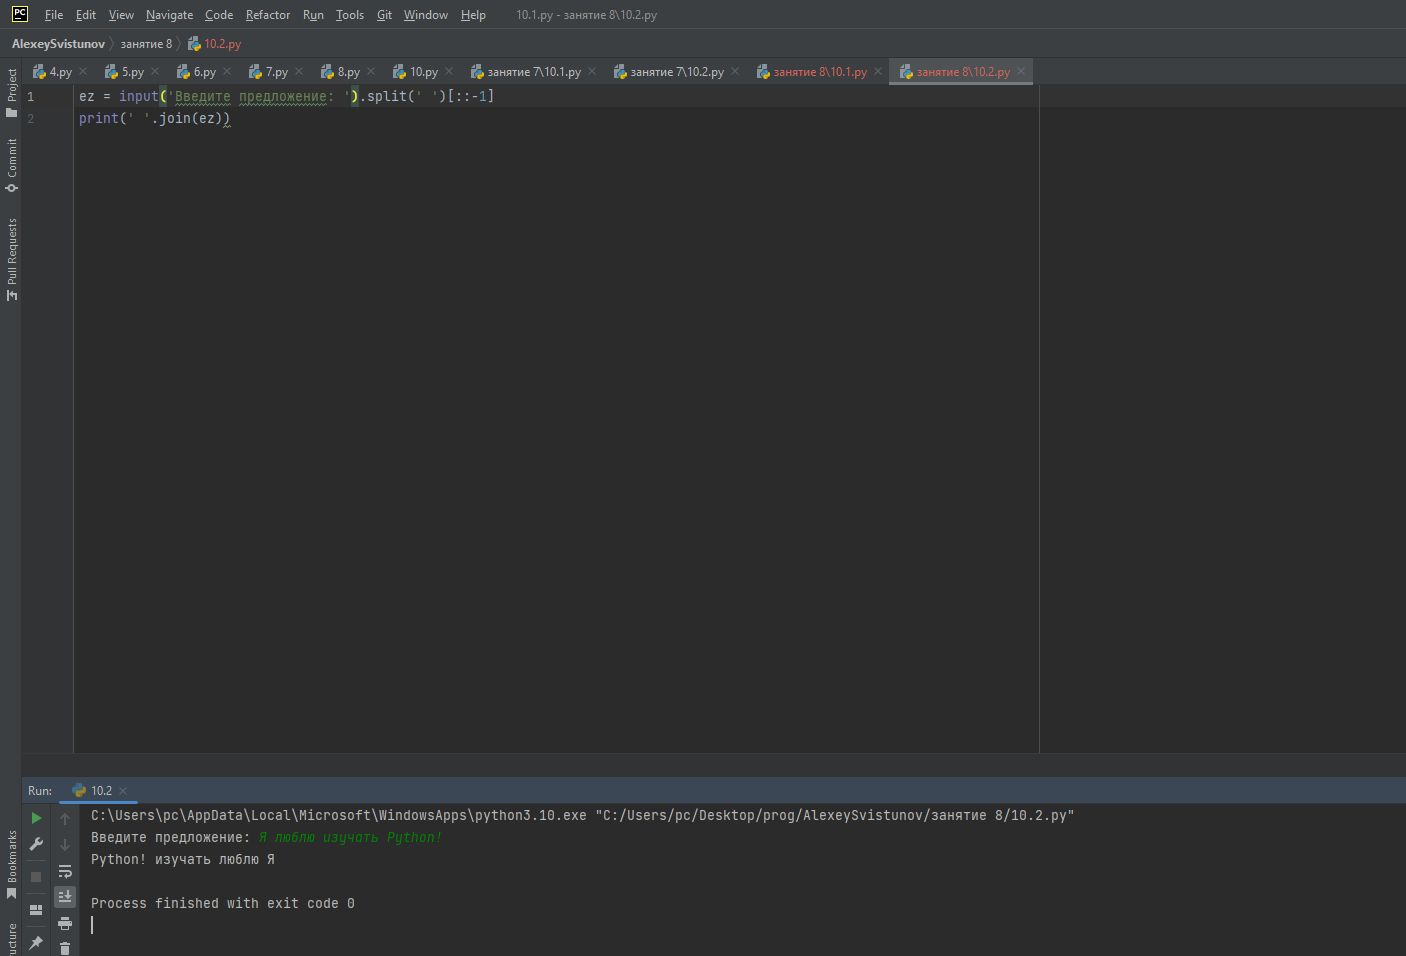 PC File Edit View Navigate Code Refactor Run Tools Git Window Help 10.1.py - занятие 8\10.2.py
AlexeySvistunov занятие 8 10.2.py
4.py 5.py 6.py 7.py 8.py 10.py занятие 7\10.1.py занятие 7\10.2.py занятие 8\10.1.py занятие 8\10.2.py
Project
Commit
Pull Requests
1 ez = input('Введите предложение: ').split(' ')[::-1]
2 print(' '.join(ez))
Run: 10.2
C:\Users\pc\AppData\Local\Microsoft\WindowsApps\python3.10.exe "C:/Users/pc/Desktop/prog/AlexeySvistunov/занятие 8/10.2.py"
Введите предложение: Я люблю изучать Python!
Python! изучать люблю Я
Process finished with exit code 0
Bookmarks
ructure